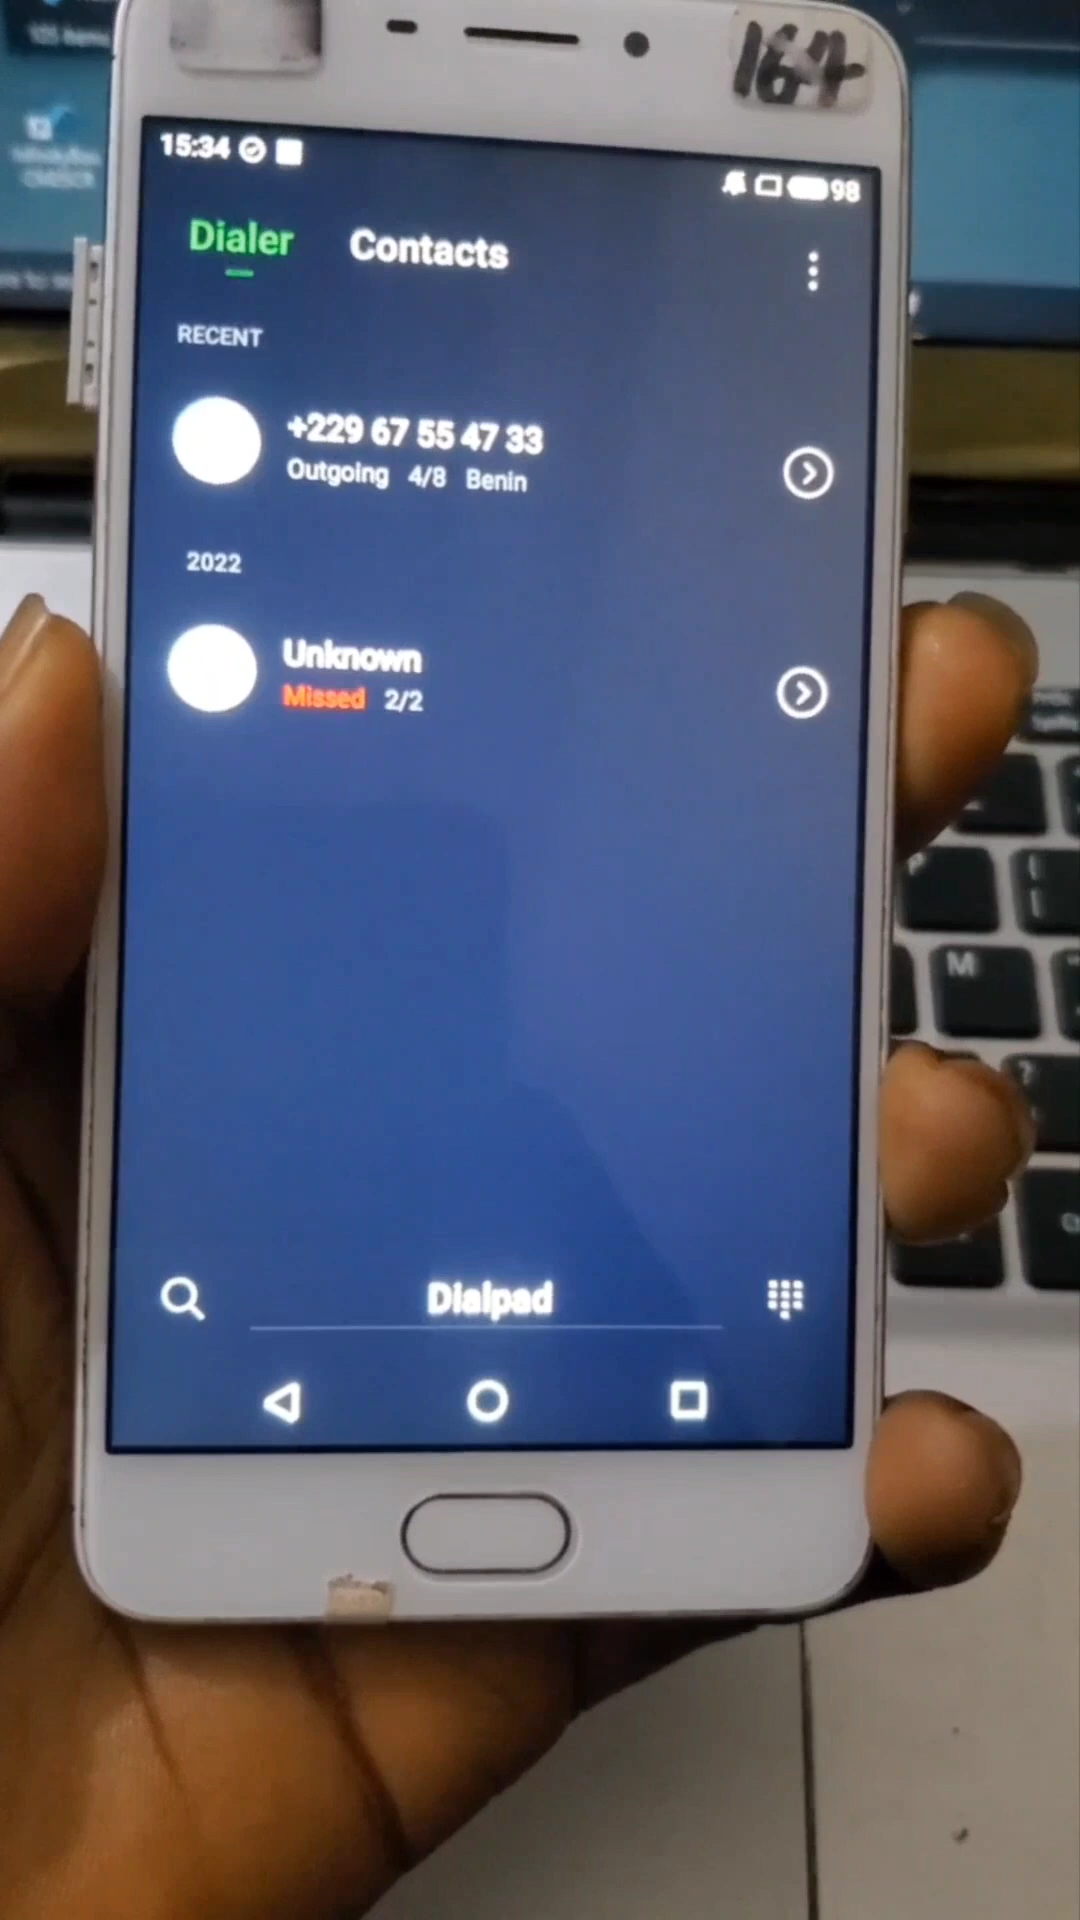 164
15:34
98
Dialer Contacts
RECENT
+229 67 55 47 33
Outgoing 4/8 Benin
2022
Unknown
Missed 2/2
Dialpad
P
M
?